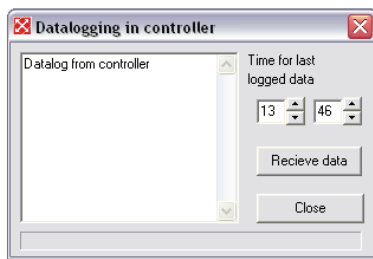 Datalogging in controller
Datalog from controller
Time for last
logged data
13 46
Recieve data
Close